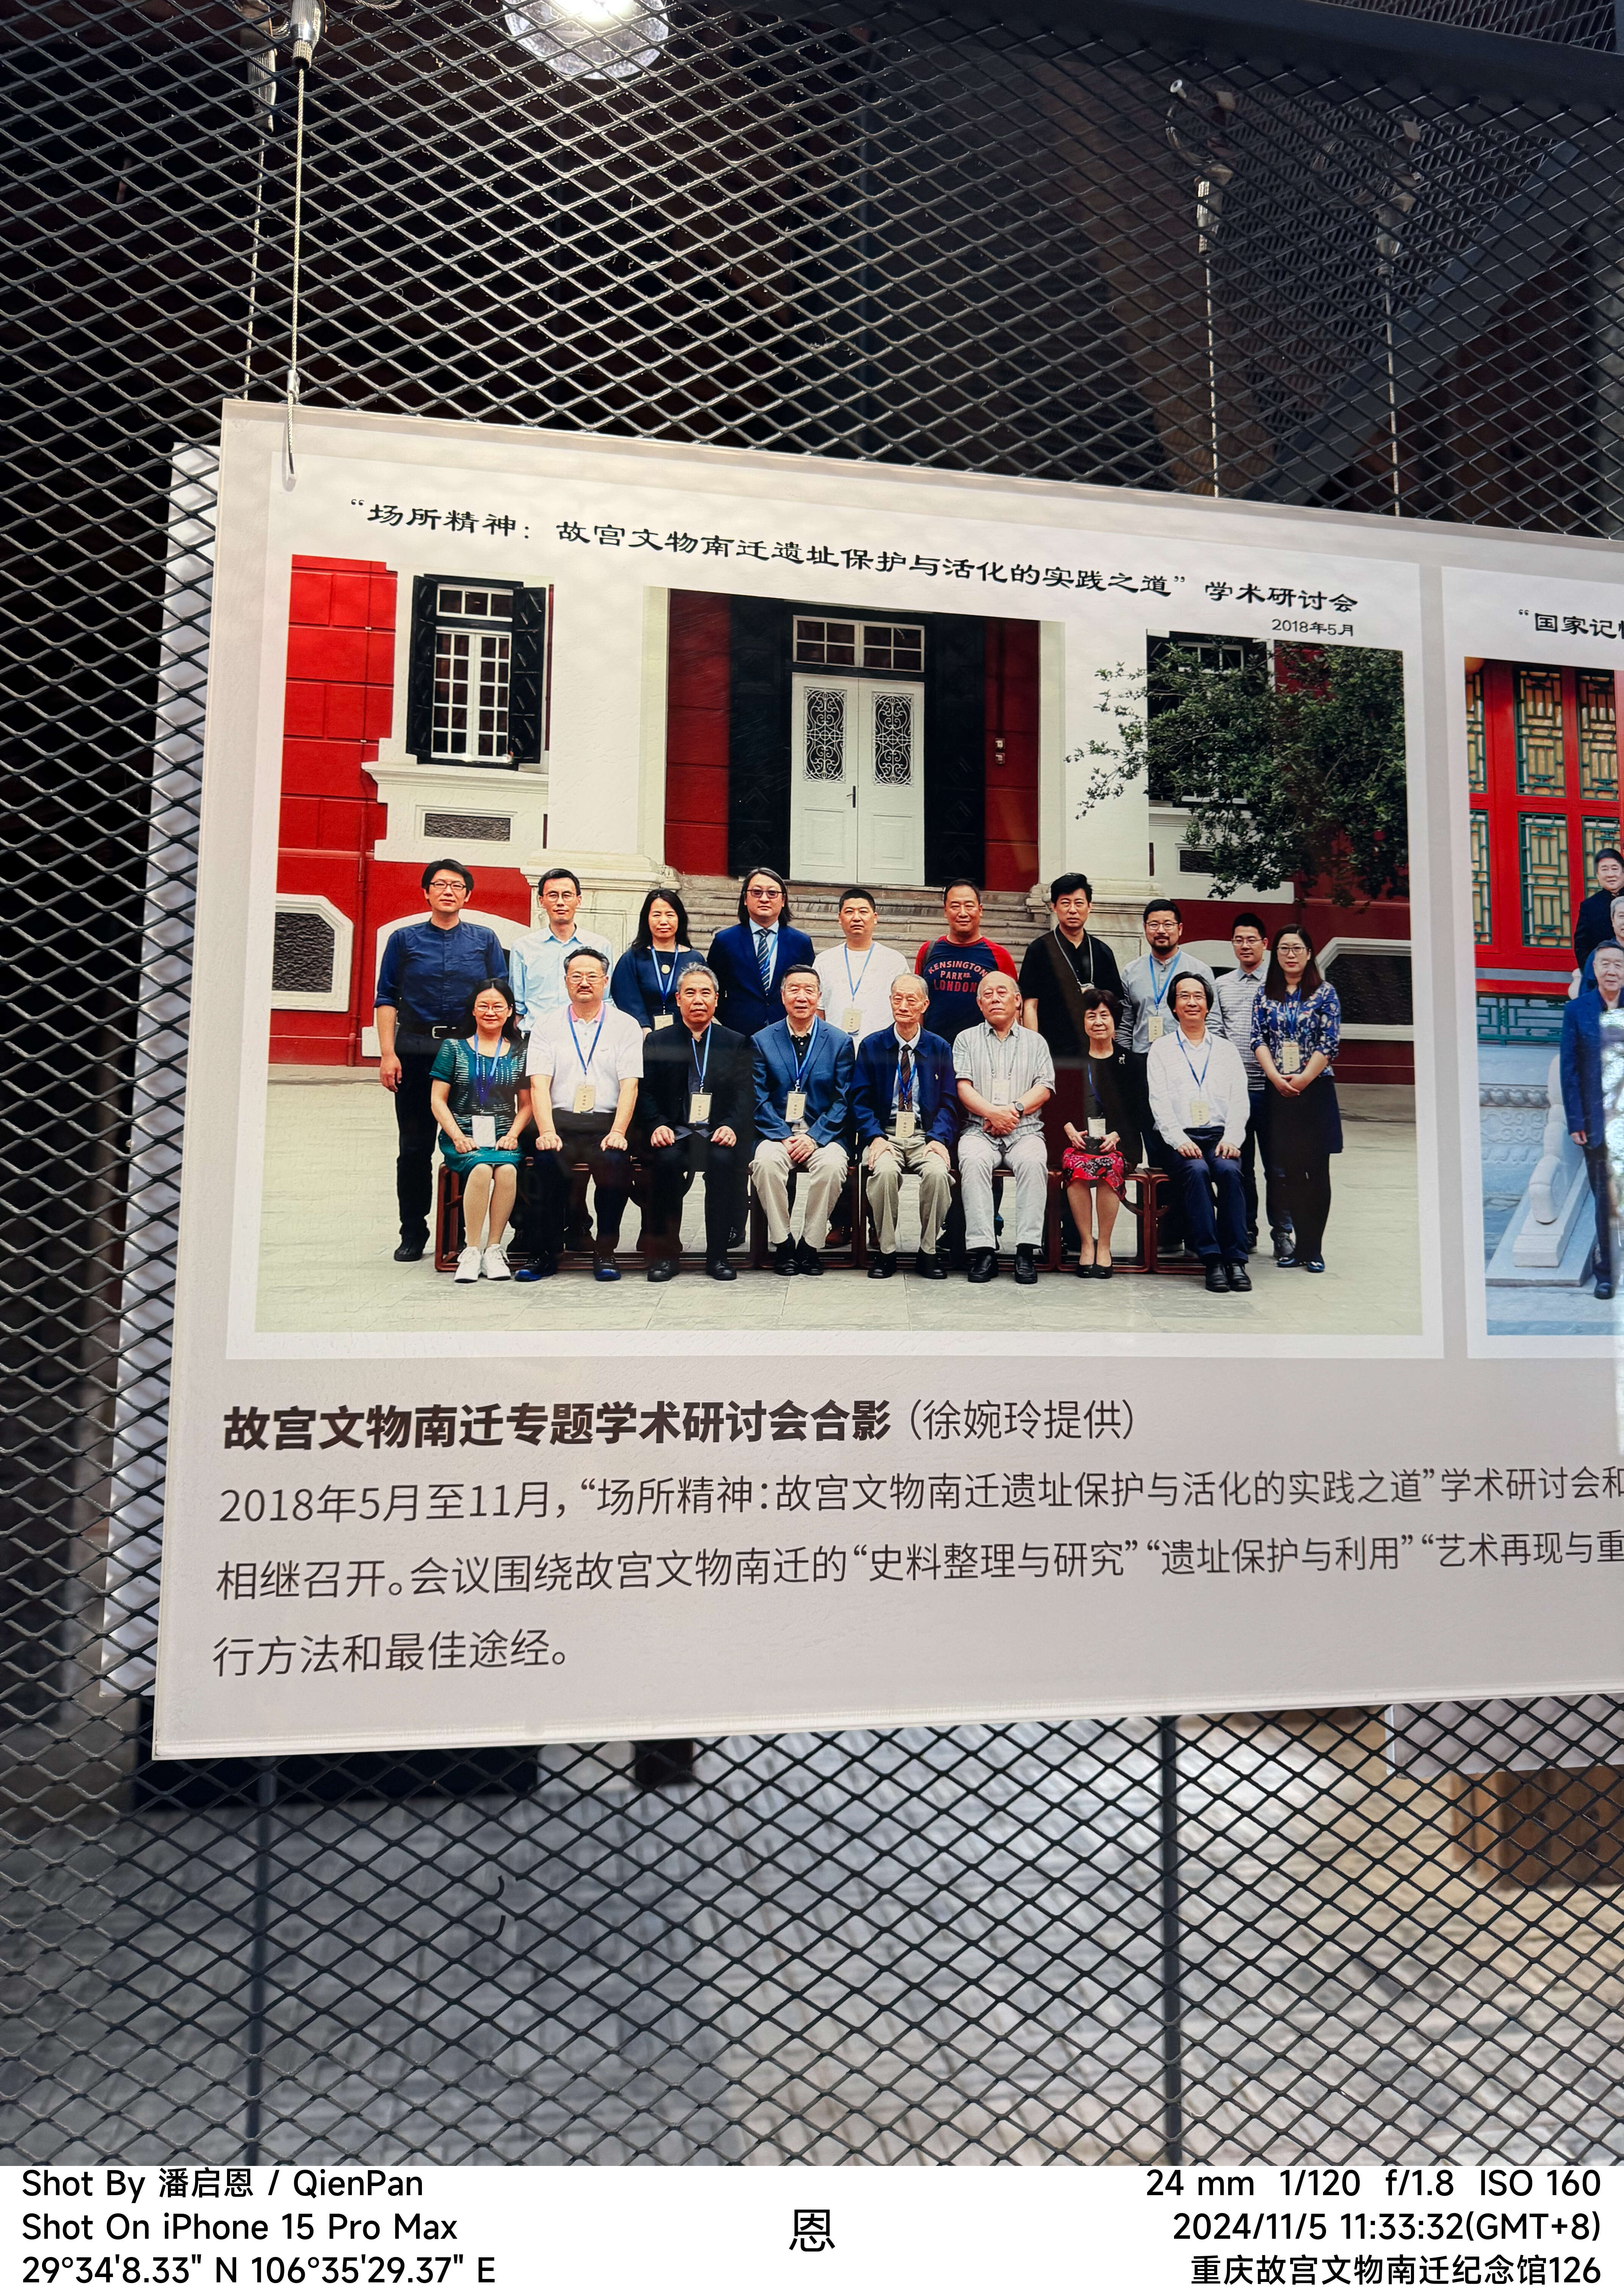 “场所精神：故宫文物南迁遗址保护与活化的实践之道”学术研讨会
2018年5月
“国家记
KENSINGTON
PARK RD.
LONDON
故宫文物南迁专题学术研讨会合影（徐婉玲提供）
2018年5月至11月，“场所精神：故宫文物南迁遗址保护与活化的实践之道”学术研讨会和
相继召开。会议围绕故宫文物南迁的“史料整理与研究”“遗址保护与利用”“艺术再现与重
行方法和最佳途经。
Shot By 潘启恩 / QienPan
Shot On iPhone 15 Pro Max
29°34'8.33" N 106°35'29.37" E
恩
24 mm 1/120 f/1.8 ISO 160
2024/11/5 11:33:32(GMT+8)
重庆故宫文物南迁纪念馆126